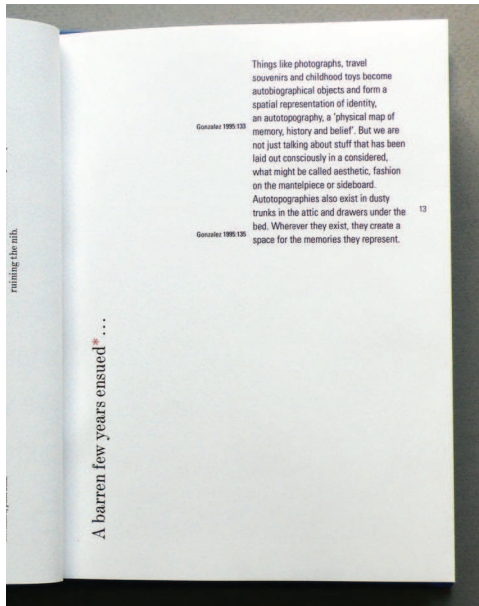 Things like photographs, travel
souvenirs and childhood toys become
autobiographical objects and form a
spatial representation of identity,
an autotopography, a ‘physical map of
Gonzalez 1995:133
memory, history and belief’. But we are
not just talking about stuff that has been
laid out consciously in a considered,
what might be called aesthetic, fashion
on the mantelpiece or sideboard.
Autotopographies also exist in dusty
trunks in the attic and drawers under the
13
bed. Wherever they exist, they create a
Gonzalez 1995:135
space for the memories they represent.
ruining the nib.
A barren few years ensued*...